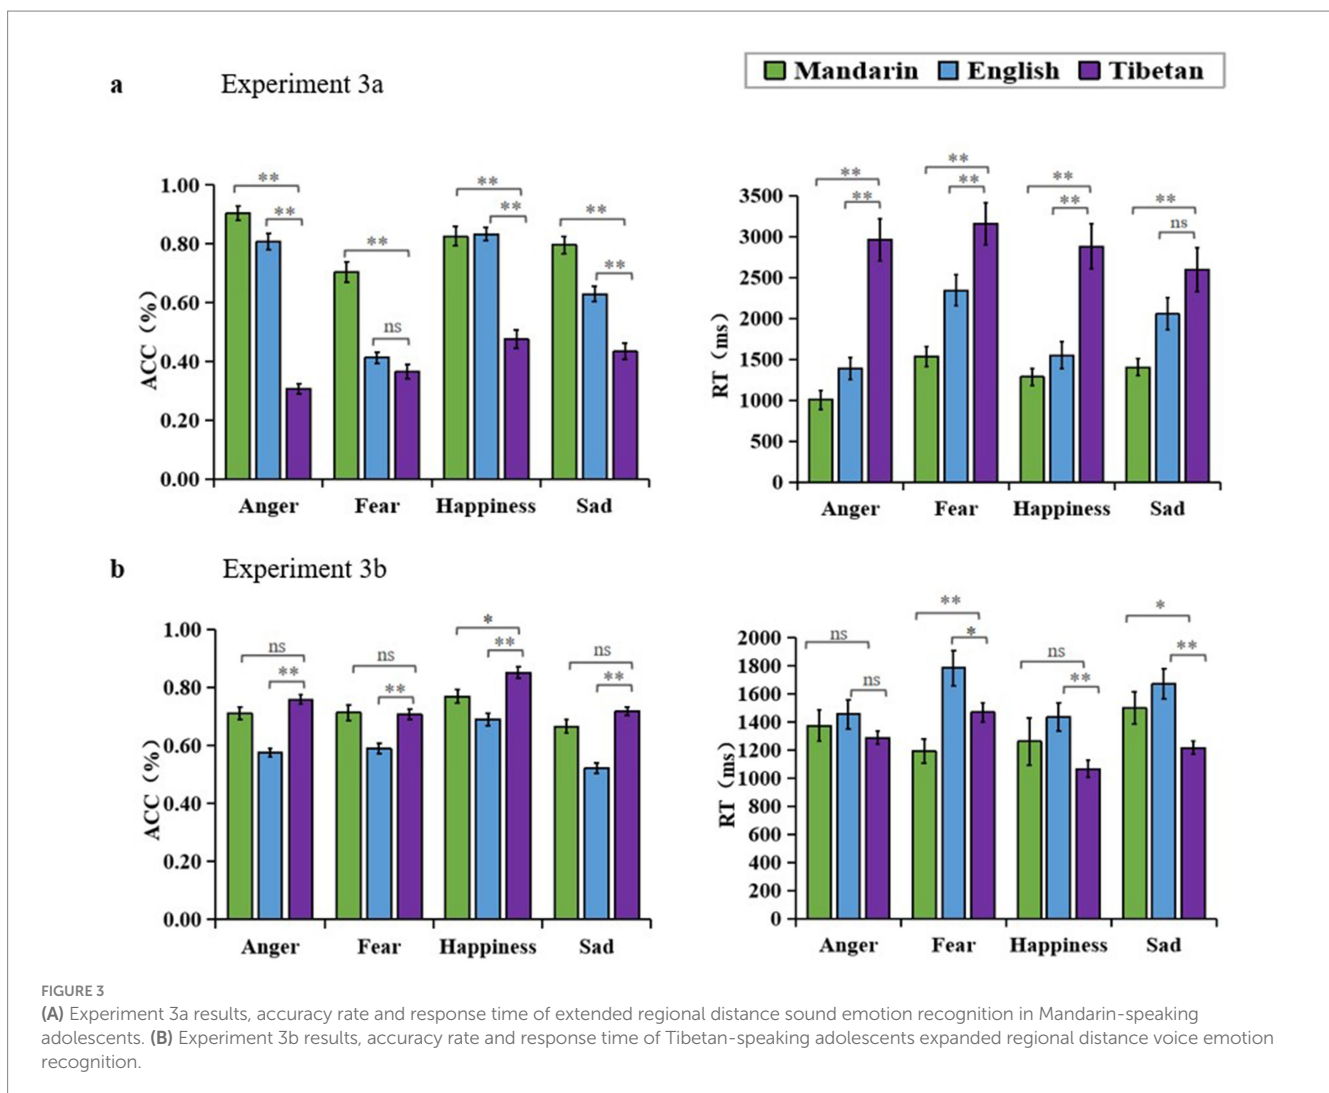 a Experiment 3a
Mandarin English Tibetan
** ** ** ns ** ** ** ** **
1.00
0.80
0.60
0.40
0.20
0.00
ACC (%)
Anger Fear Happiness Sad
** ** ** ** ** ** ** ns
3500
3000
2500
2000
1500
1000
500
0
RT (ms)
Anger Fear Happiness Sad
b Experiment 3b
ns ** ns ** * ** ns **
1.00
0.80
0.60
0.40
0.20
0.00
ACC (%)
Anger Fear Happiness Sad
ns ns ** * ns ** * **
2000
1800
1600
1400
1200
1000
800
600
400
200
0
RT (ms)
Anger Fear Happiness Sad
FIGURE 3
(A) Experiment 3a results, accuracy rate and response time of extended regional distance sound emotion recognition in Mandarin-speaking
adolescents. (B) Experiment 3b results, accuracy rate and response time of Tibetan-speaking adolescents expanded regional distance voice emotion
recognition.